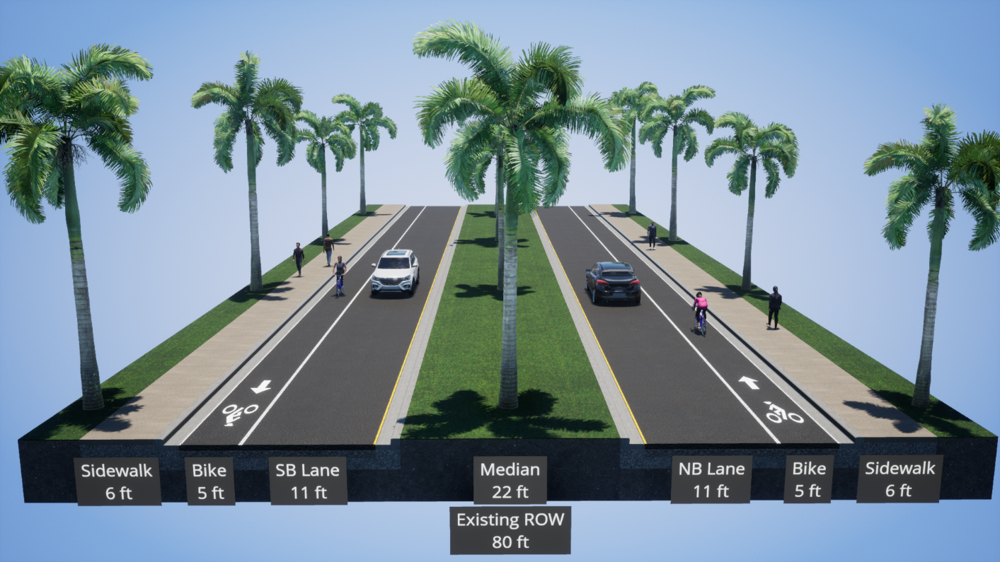 Sidewalk
6 ft
Bike
5 ft
SB Lane
11 ft
Median
22 ft
NB Lane
11 ft
Bike
5 ft
Sidewalk
6 ft
Existing ROW
80 ft